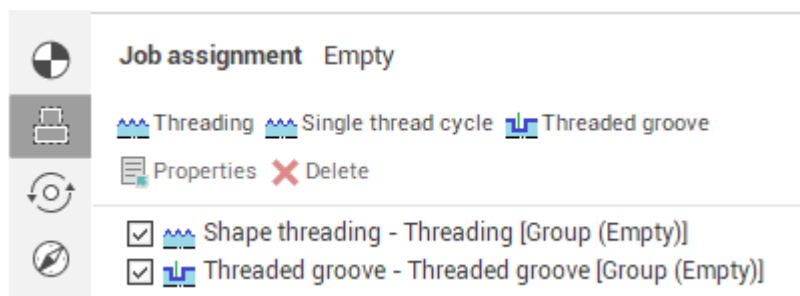 Job assignment Empty
Threading Single thread cycle Threaded groove
Properties Delete
Shape threading - Threading [Group (Empty)]
Threaded groove - Threaded groove [Group (Empty)]